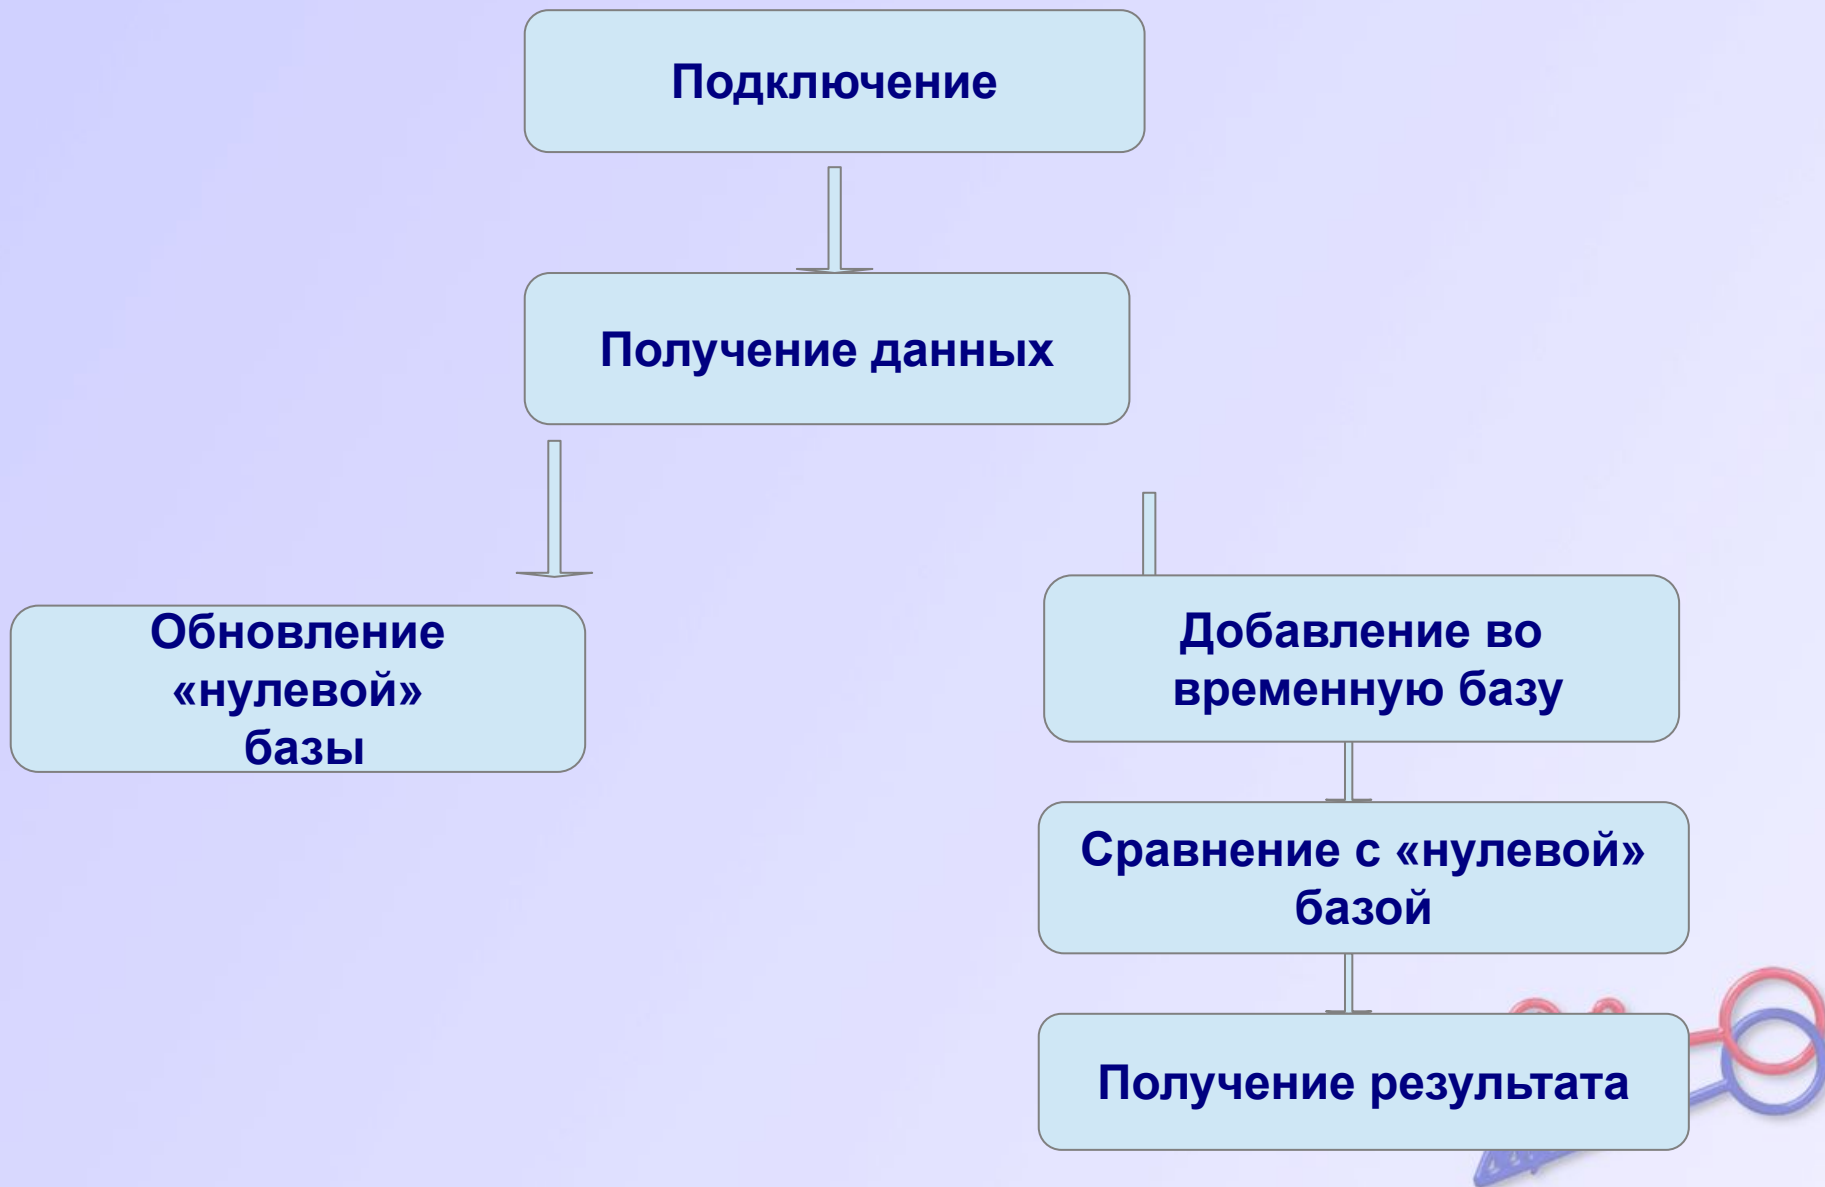 Подключение
Получение данных
Обновление
«нулевой»
базы
Добавление во
временную базу
Сравнение с «нулевой»
базой
Получение результата